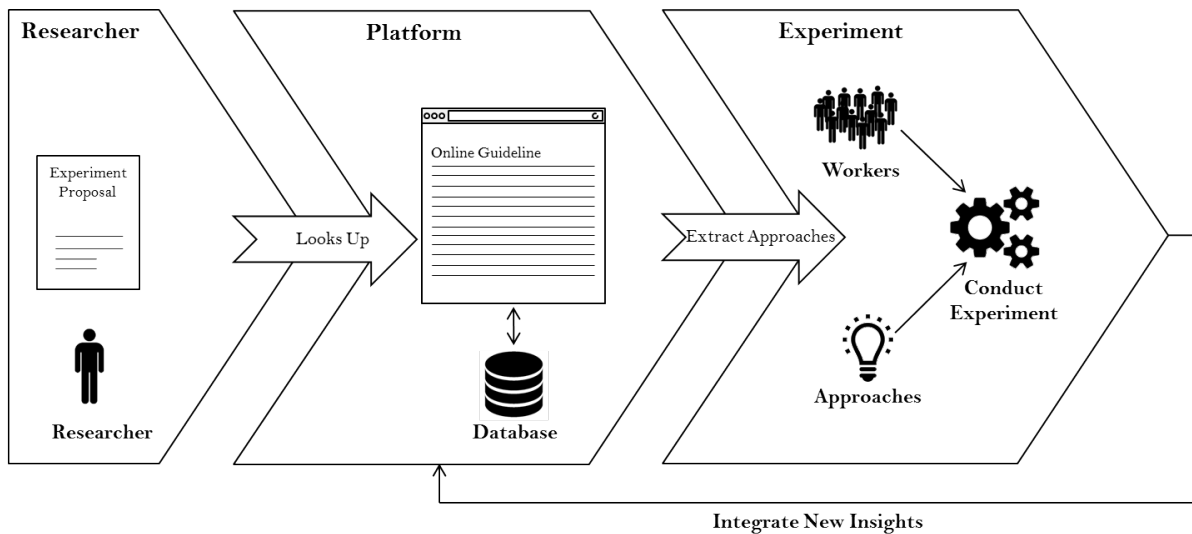 Researcher
Experiment
Proposal
Researcher
Looks Up
Platform
Online Guideline
Database
Extract Approaches
Experiment
Workers
Conduct
Experiment
Approaches
Integrate New Insights